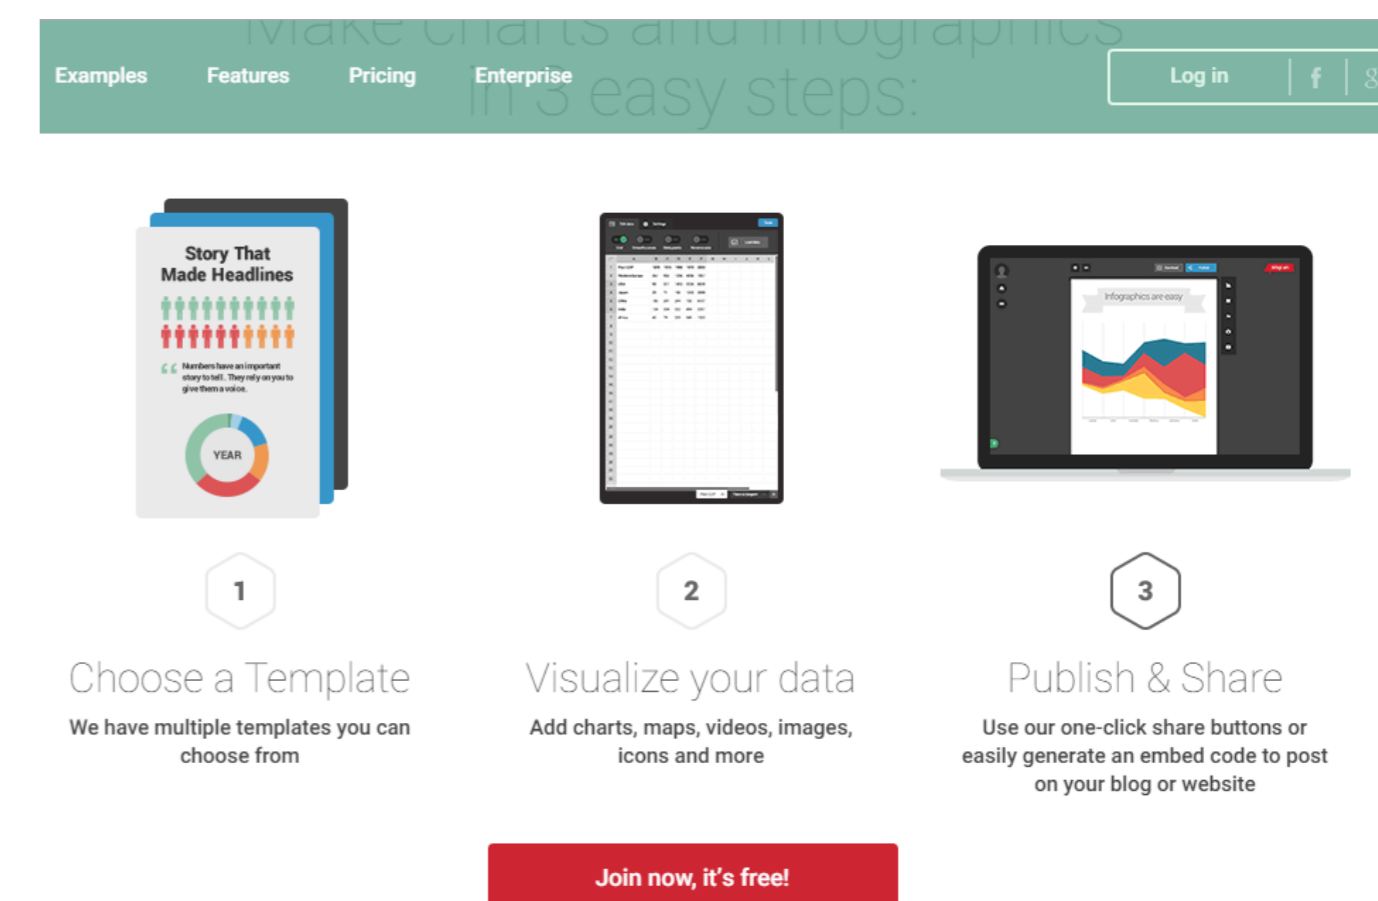 Make charts and infographics
in 3 easy steps:
Examples Features Pricing Enterprise Log in f g
Story That
Made Headlines
Numbers have an important
story to tell. They rely on you to
give them a voice.
YEAR
Infographics are easy
1
2
3
Choose a Template
We have multiple templates you can
choose from
Visualize your data
Add charts, maps, videos, images,
icons and more
Publish & Share
Use our one-click share buttons or
easily generate an embed code to post
on your blog or website
Join now, it's free!